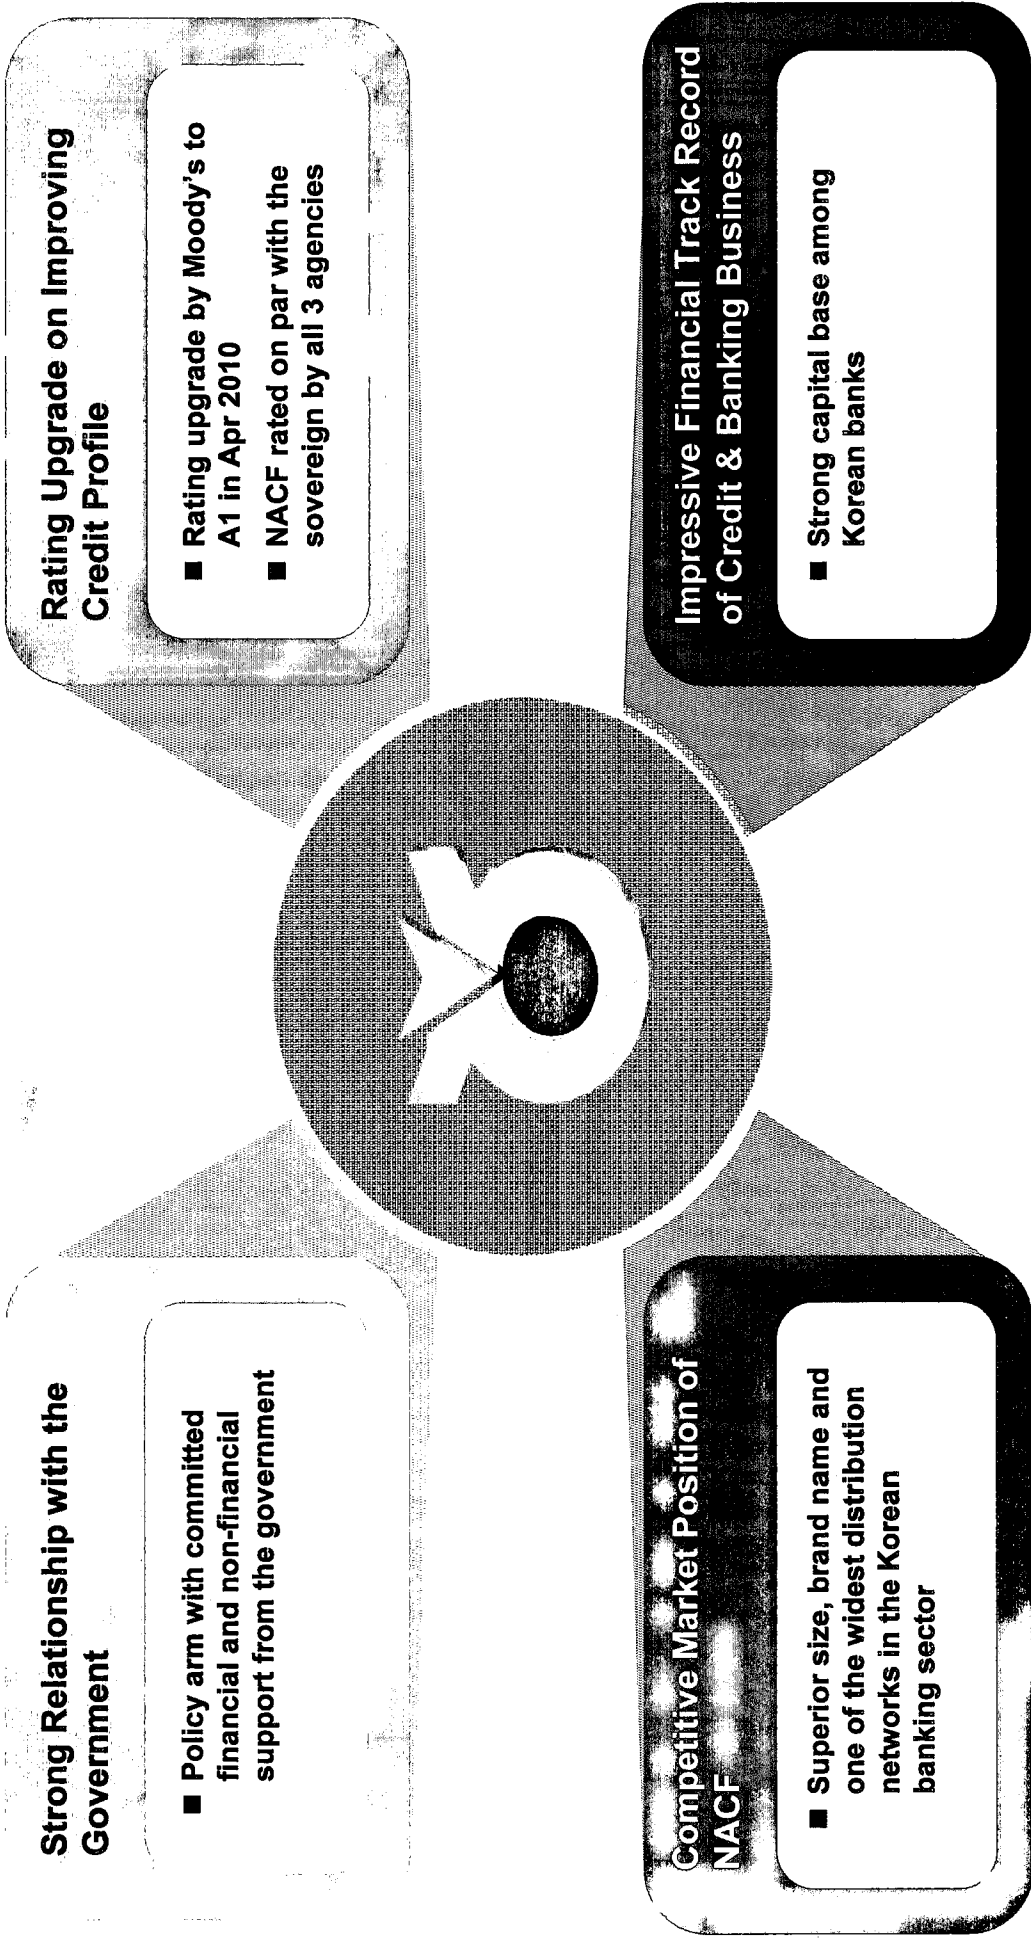 Strong Relationship with the
Government
■ Policy arm with committed
financial and non-financial
support from the government
Rating Upgrade on Improving
Credit Profile
■ Rating upgrade by Moody's to
A1 in Apr 2010
■ NACF rated on par with the
sovereign by all 3 agencies
Competitive Market Position of
NACF
■ Superior size, brand name and
one of the widest distribution
networks in the Korean
banking sector
Impressive Financial Track Record
of Credit & Banking Business
■ Strong capital base among
Korean banks